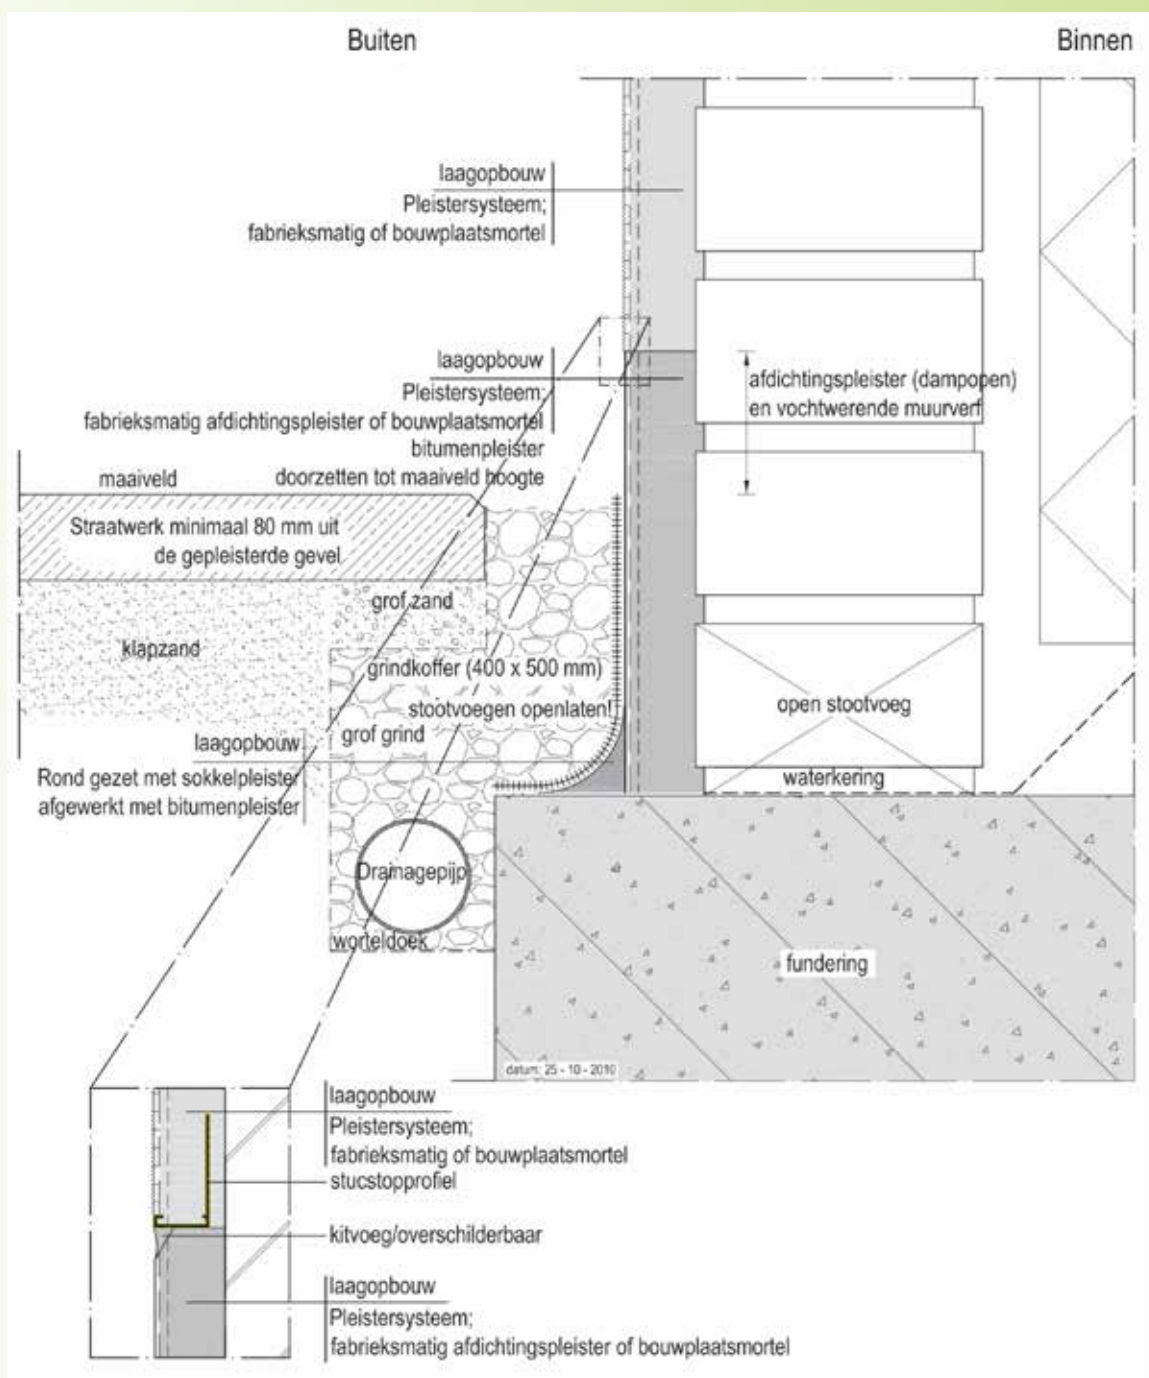 Buiten
Binnen
laagopbouw
Pleistersysteem;
fabrieksmatig of bouwplaatsmortel
laagopbouw
Pleistersysteem;
fabrieksmatig afdichtingspleister of bouwplaatsmortel
bitumenpleister
doorzetten tot maaiveld hoogte
afdichtingspleister (dampopen)
en vochtwerende muurverf
maaiveld
Straatwerk minimaal 80 mm uit
de gepleisterde gevel
grof zand
klapzand
grindkoffer (400 x 500 mm)
stootvoegen openlaten!
open stootvoeg
grof grind
laagopbouw
Rond gezet met sokkelpleister
afgewerkt met bitumenpleister
waterkering
Drainagepijp
worteldoek
fundering
datum: 25 - 10 - 2010
laagopbouw
Pleistersysteem;
fabrieksmatig of bouwplaatsmortel
stucstopprofiel
kitvoeg/overschilderbaar
laagopbouw
Pleistersysteem;
fabrieksmatig afdichtingspleister of bouwplaatsmortel